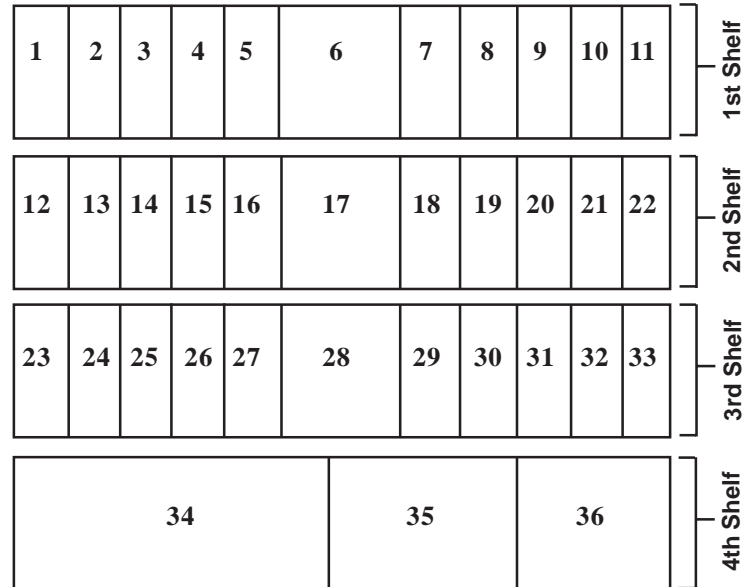 1 2 3 4 5 6 7 8 9 10 11
1st Shelf
12 13 14 15 16 17 18 19 20 21 22
2nd Shelf
23 24 25 26 27 28 29 30 31 32 33
3rd Shelf
34 35 36
4th Shelf